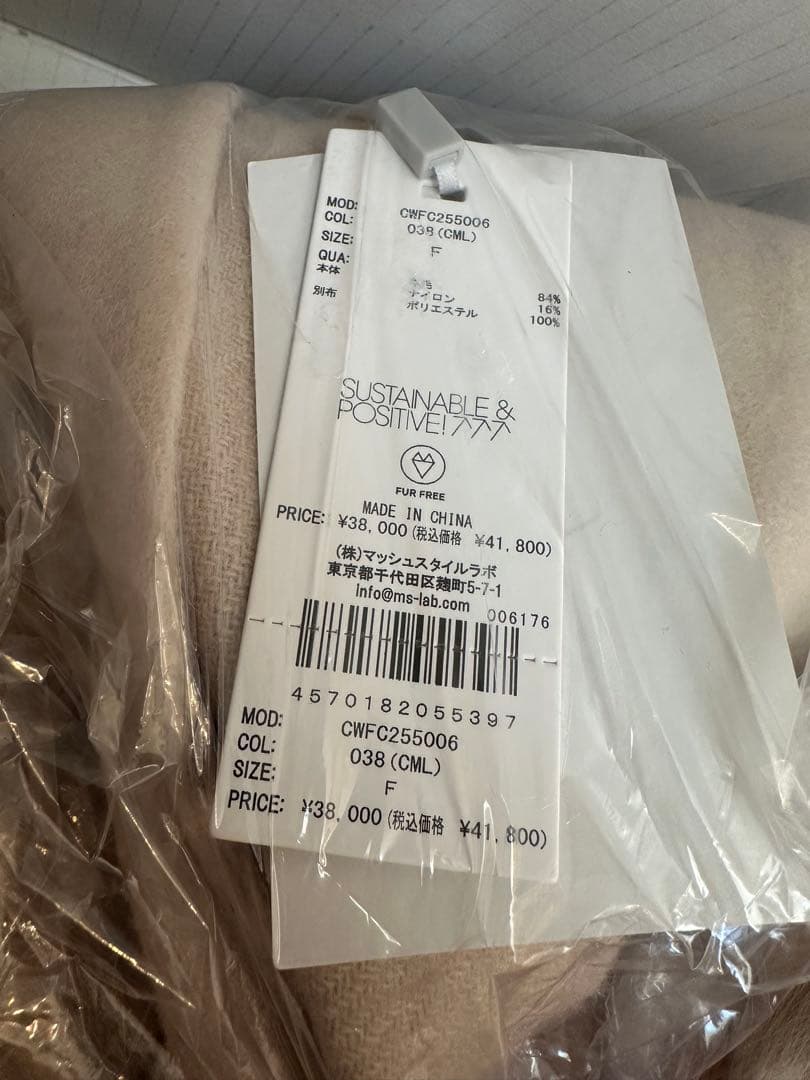 MOD: CWFC255006
COL: 038(CML)
SIZE: F
QUA:
本体 毛 84%
ナイロン 16%
別布 ポリエステル 100%
SUSTAINABLE &
POSITIVE!
FUR FREE
MADE IN CHINA
PRICE: ¥38,000(税込価格 ¥41,800)
(株)マッシュスタイルラボ
東京都千代田区麹町5-7-1
info@ms-lab.com
006176
4570182055397
MOD: CWFC255006
COL: 038(CML)
SIZE: F
PRICE: ¥38,000(税込価格 ¥41,800)